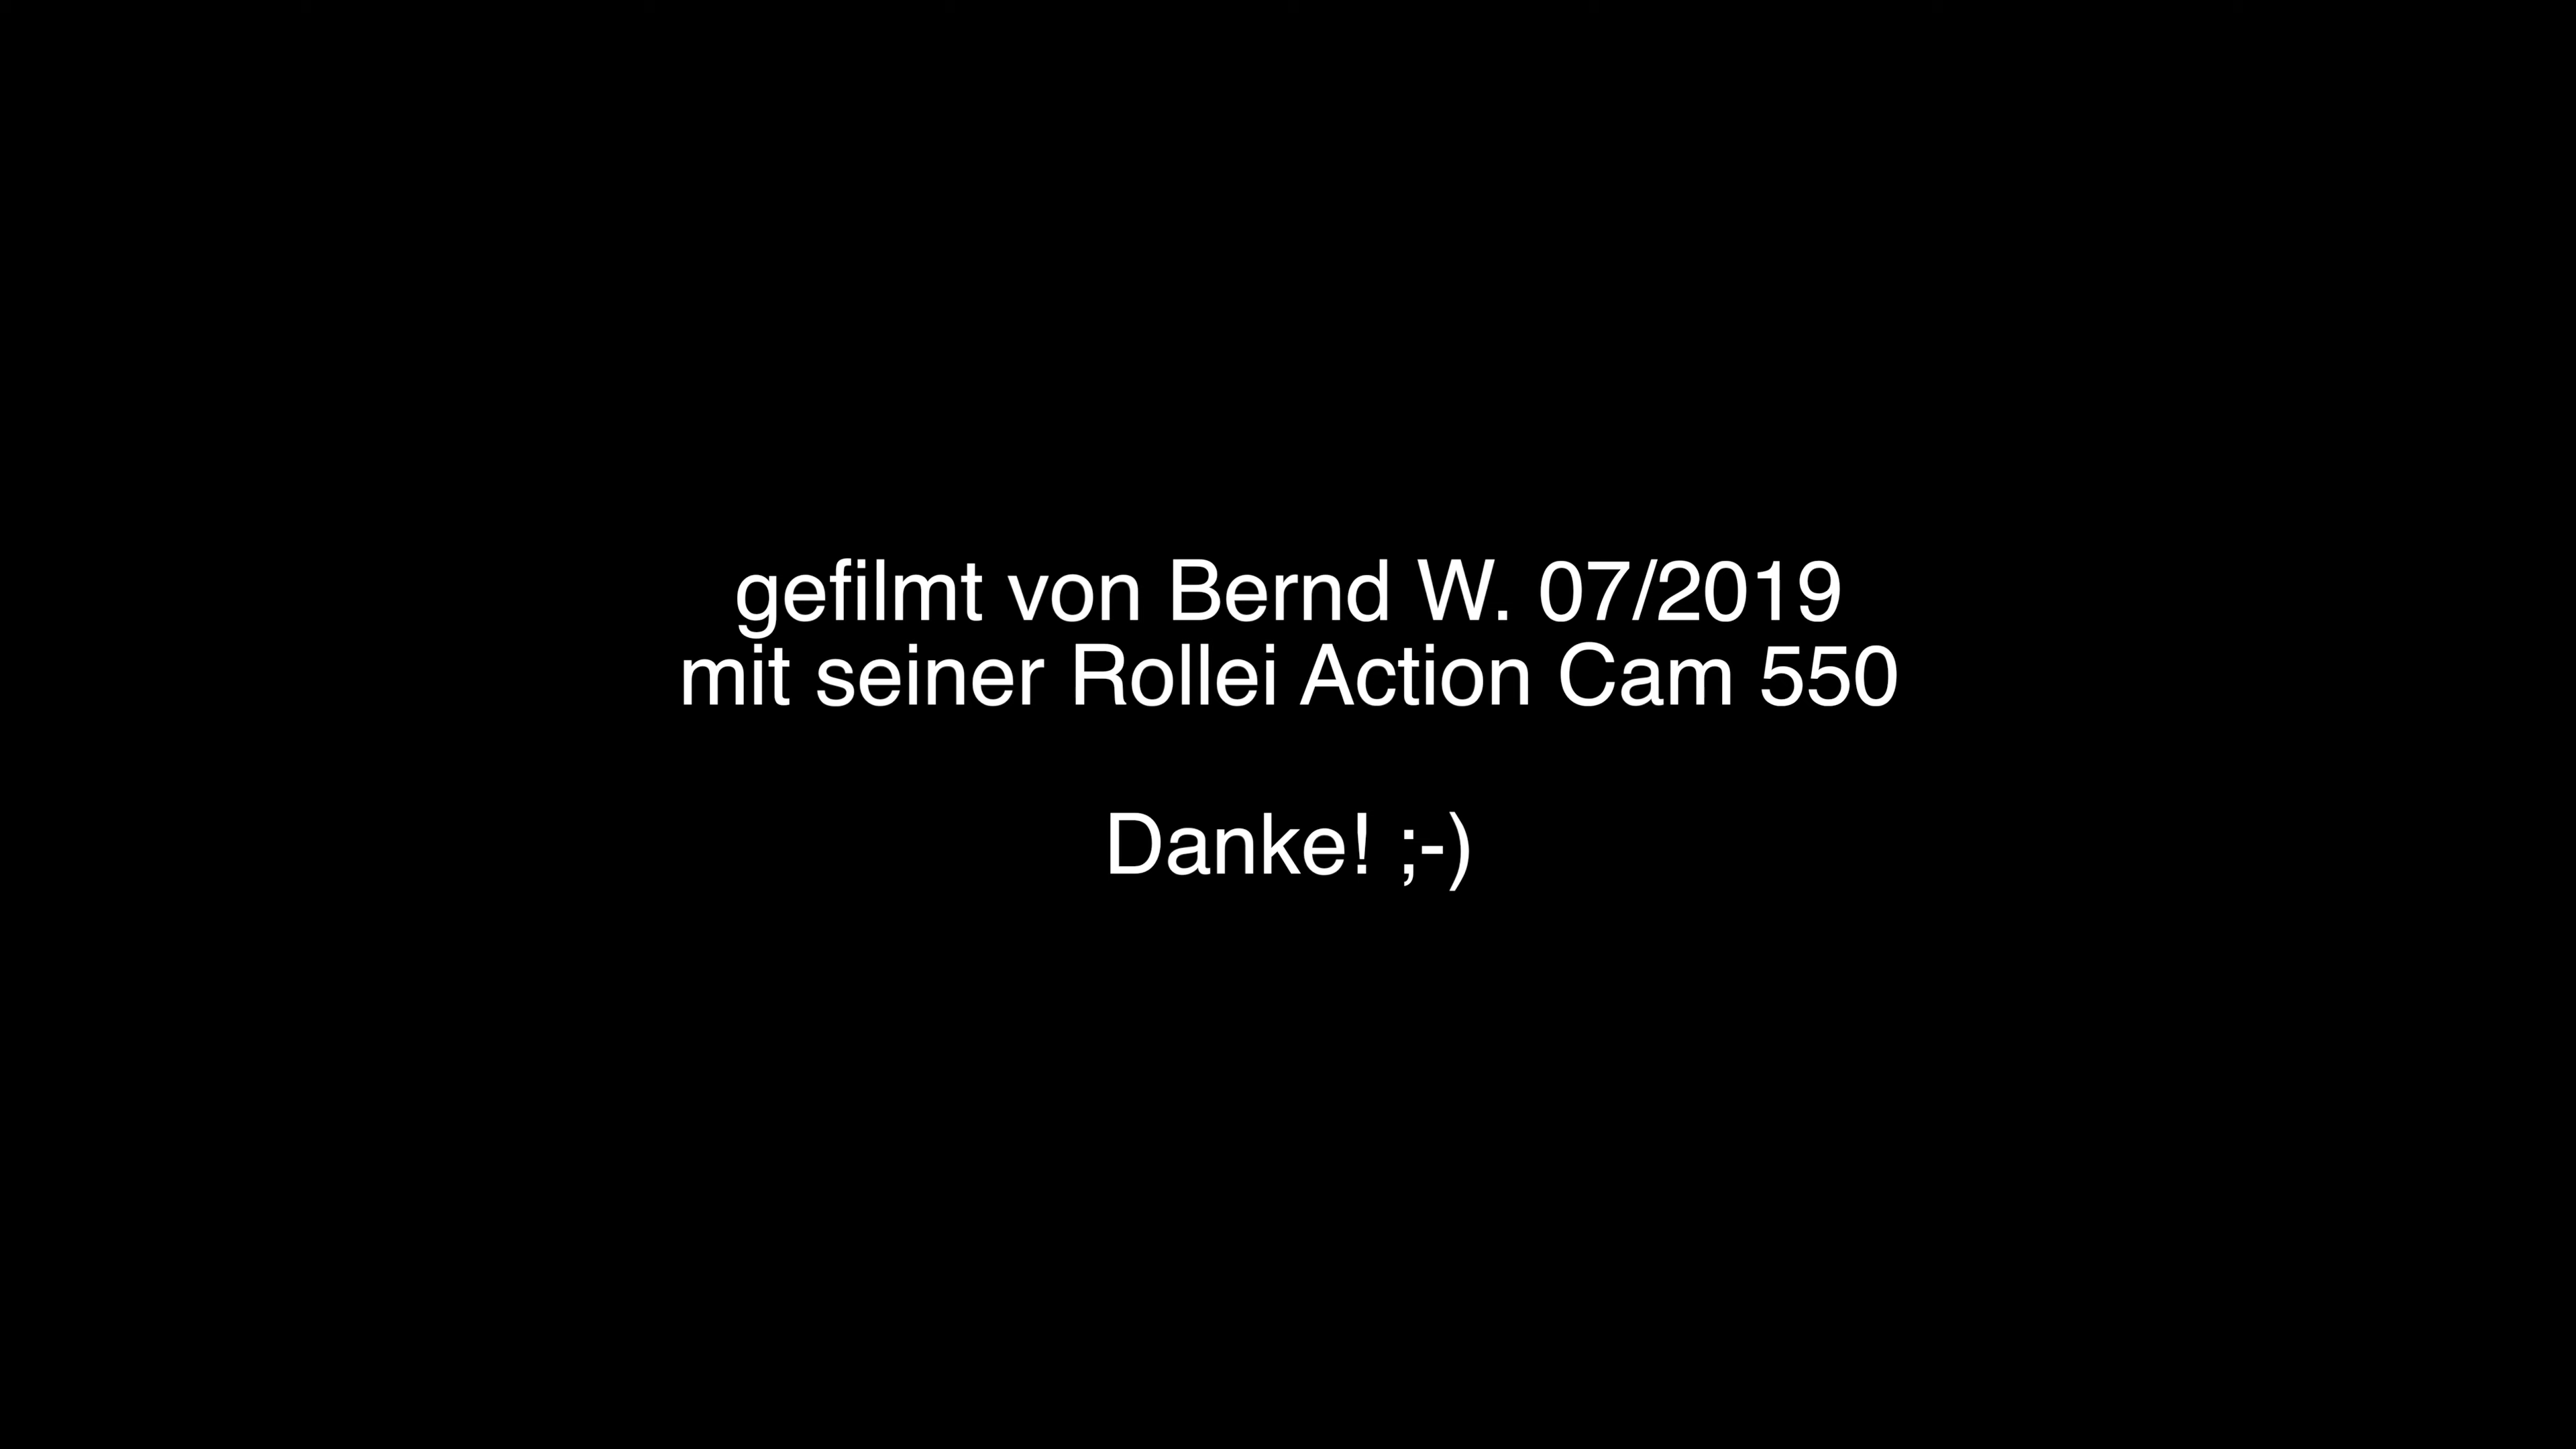 gefilmt von Bernd W. 07/2019
mit seiner Rollei Action Cam 550
Danke! ;-)